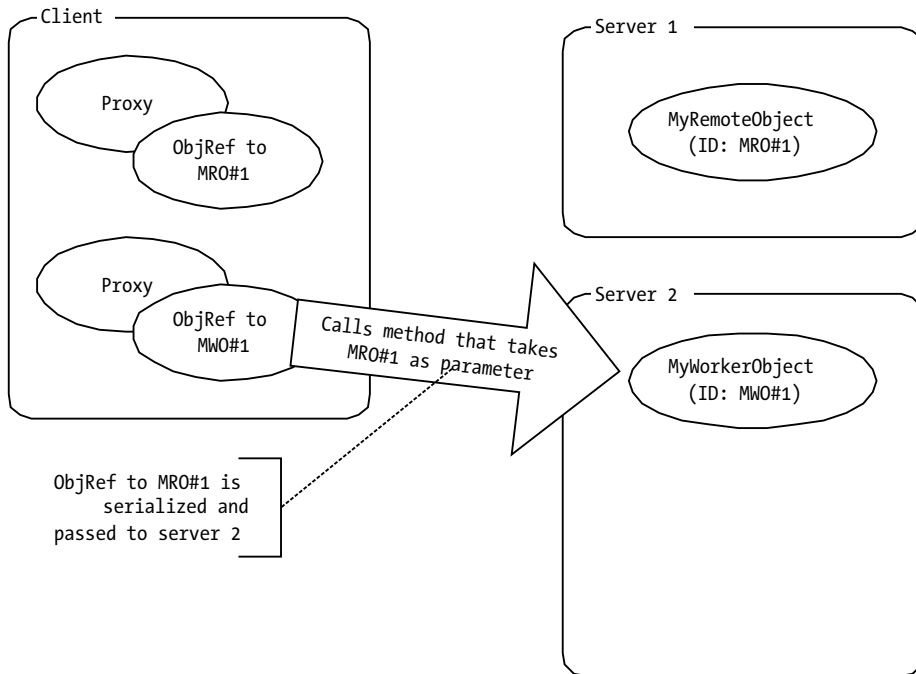 Client
Proxy
ObjRef to
MRO#1
Proxy
ObjRef to
MWO#1
Calls method that takes
MRO#1 as parameter
ObjRef to MRO#1 is
serialized and
passed to server 2
Server 1
MyRemoteObject
(ID: MRO#1)
Server 2
MyWorkerObject
(ID: MWO#1)